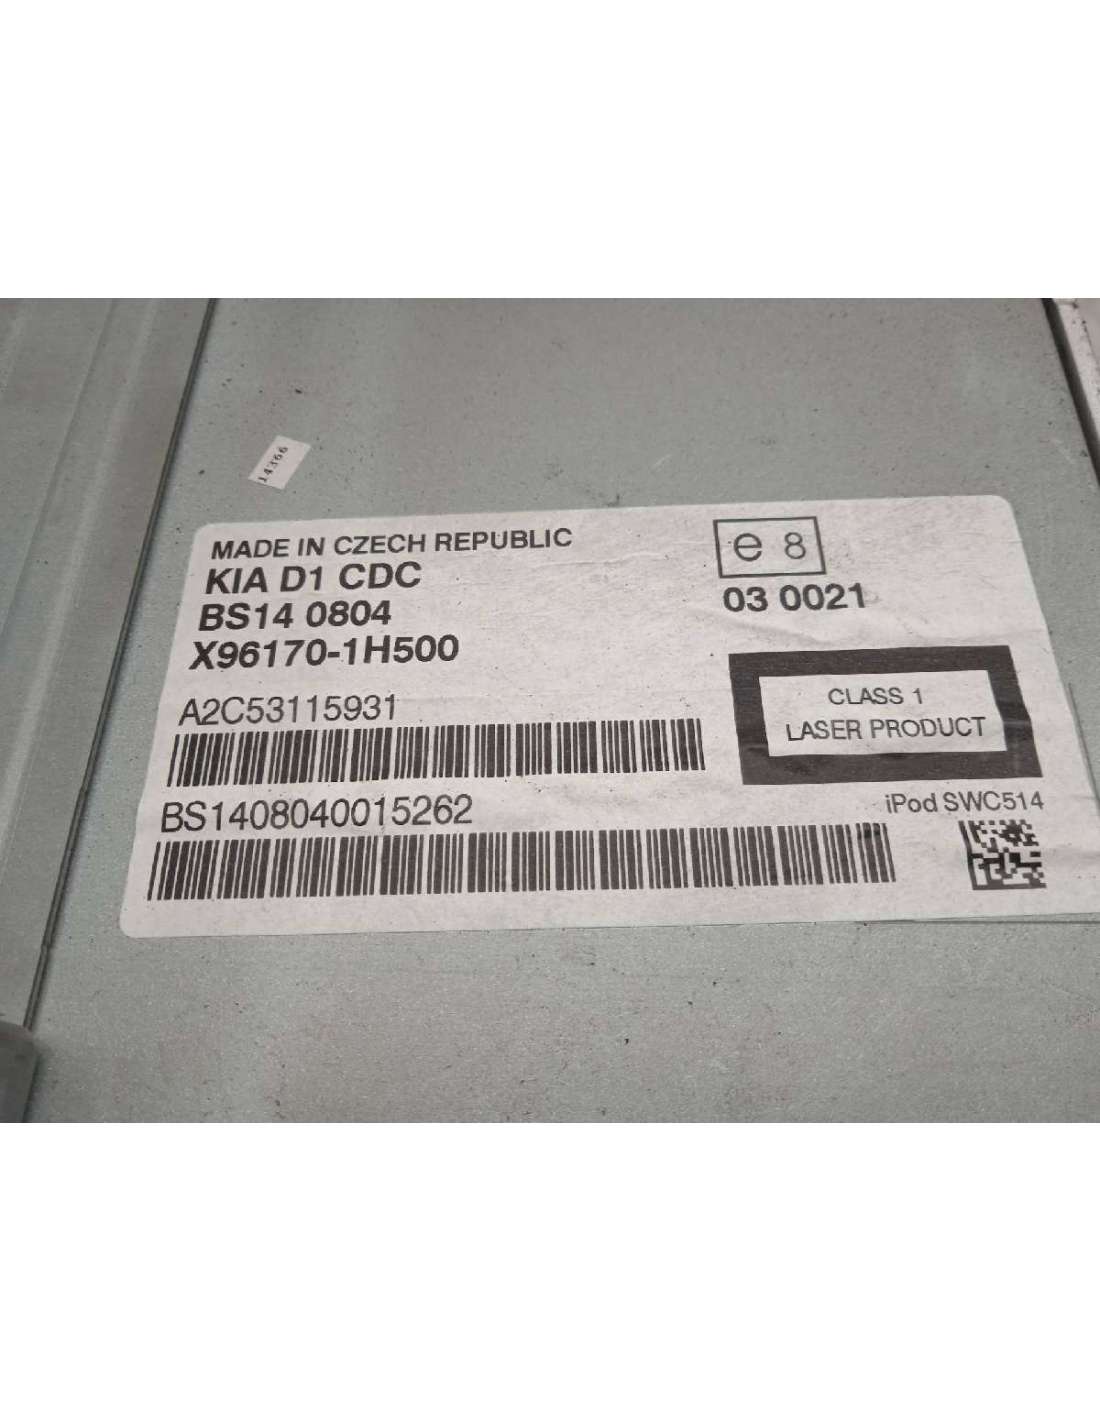 14366
MADE IN CZECH REPUBLIC
KIA D1 CDC
BS14 0804
X96170-1H500
e 8
03 0021
A2C53115931
CLASS 1
LASER PRODUCT
BS1408040015262
iPod SWC514